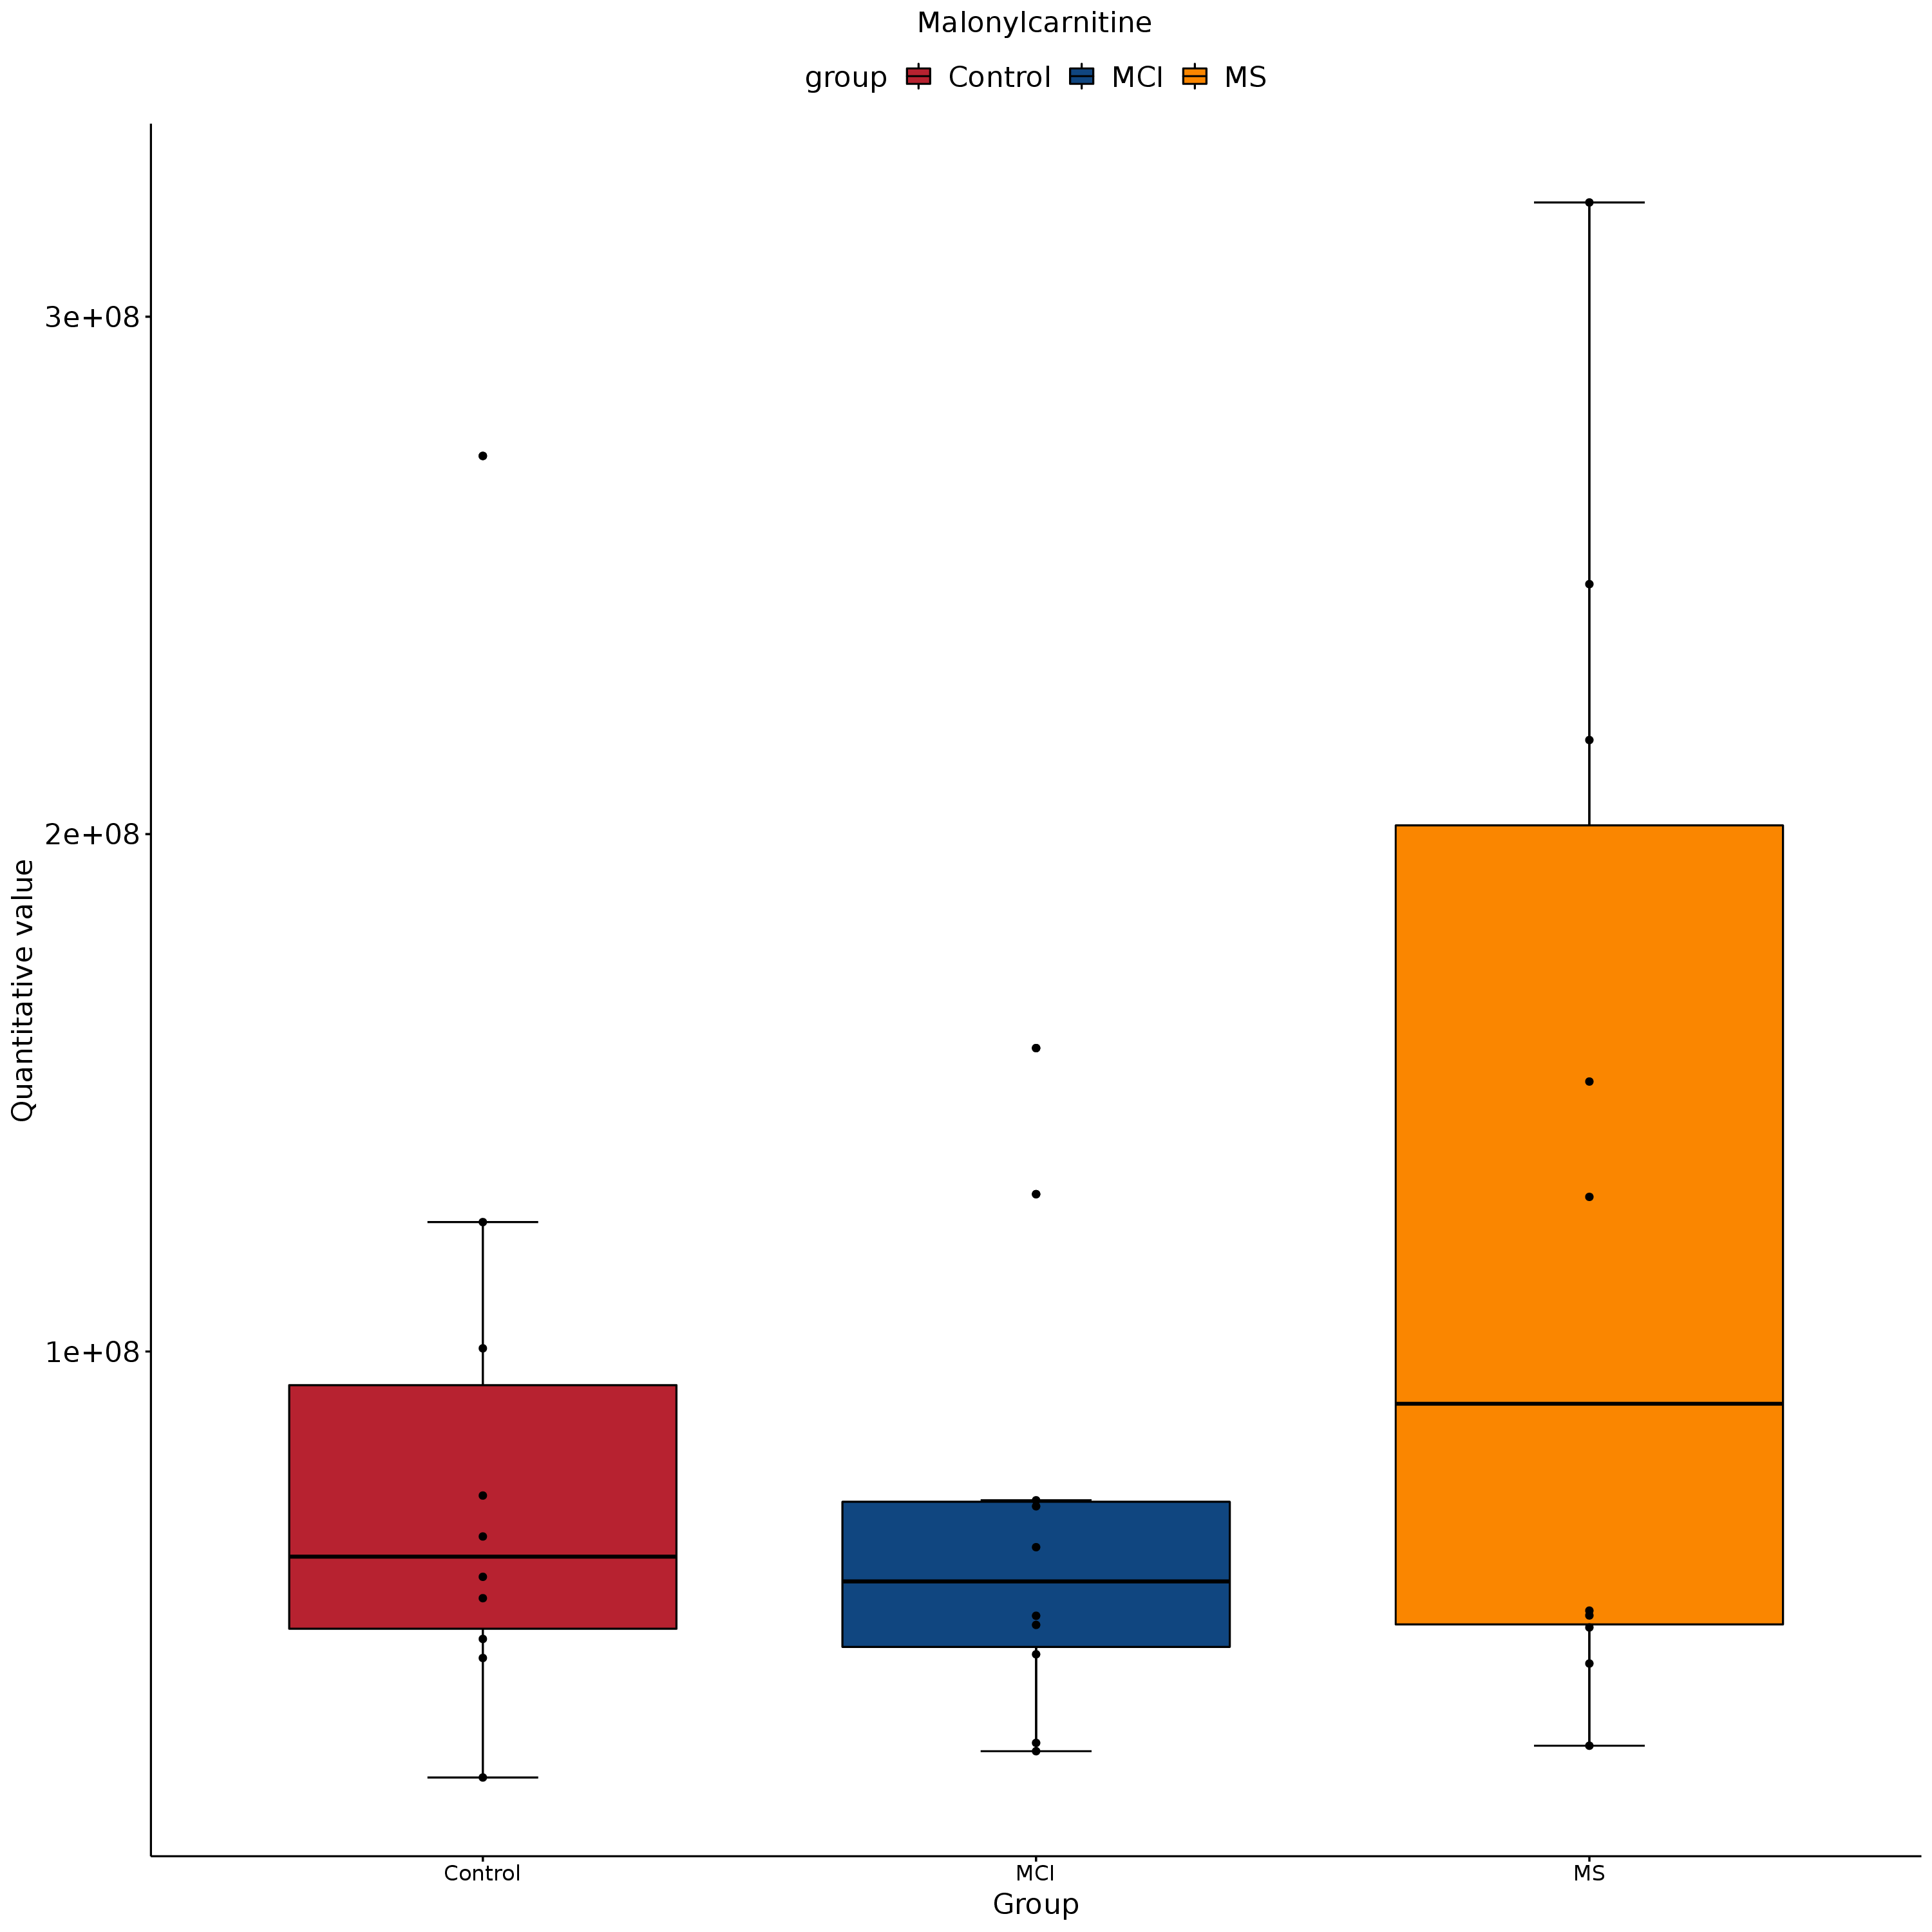 Malonylcarnitine
group Control MCI MS
3e+08
2e+08
1e+08
Quantitative value
Control MCI MS
Group